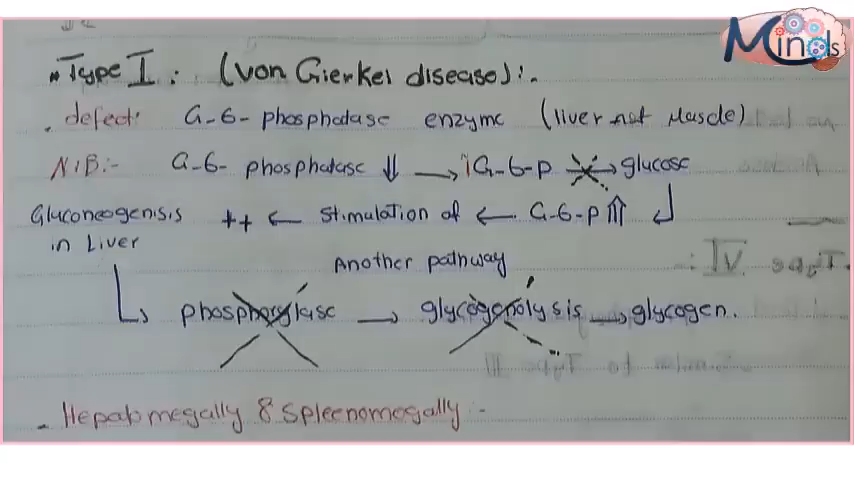 Minds
Type I : (von Gierkel disease):.
. defect: G-6-phosphatase enzyme (liver not Muscle)
N.B:- G-6- phosphatase ⇓ → G-6-p → glucose
Gluconeogenisis ++ ← stimulation of ← G-6-p ⇑ ↲
in Liver
Another pathway
↳ phosphorylase → glycogenolysis → glycogen.
. Hepatomegally & Spleenomegally :-